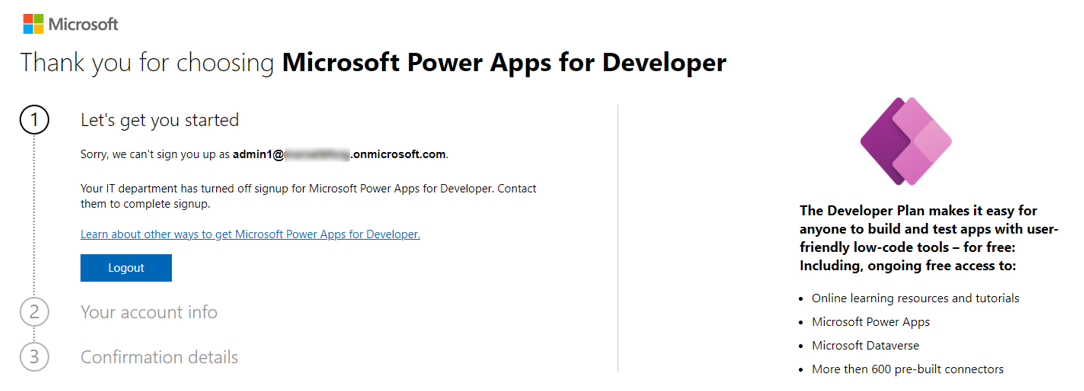 Microsoft
Thank you for choosing Microsoft Power Apps for Developer
1
Let's get you started
Sorry, we can't sign you up as admin1@ .onmicrosoft.com.
Your IT department has turned off signup for Microsoft Power Apps for Developer. Contact
them to complete signup.
Learn about other ways to get Microsoft Power Apps for Developer.
Logout
2
Your account info
3
Confirmation details
The Developer Plan makes it easy for
anyone to build and test apps with user-
friendly low-code tools – for free:
Including, ongoing free access to:
• Online learning resources and tutorials
• Microsoft Power Apps
• Microsoft Dataverse
• More then 600 pre-built connectors